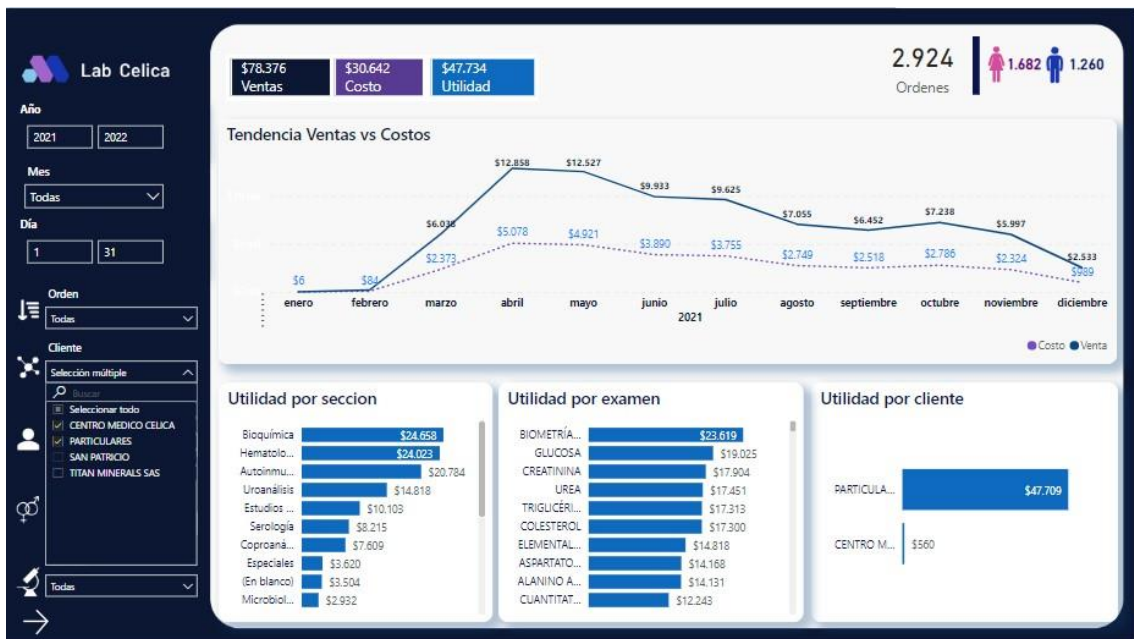 Lab Celica
Año
2021 2022
Mes
Todas
Día
1 31
Orden
Todas
Cliente
Selección múltiple
Buscar
Seleccionar todo
CENTRO MEDICO CELICA
PARTICULARES
SAN PATRICIO
TITAN MINERALS SAS
Todas
$78.376
Ventas
$30.642
Costo
$47.734
Utilidad
2.924
Ordenes
1.682 1.260
Tendencia Ventas vs Costos
$12.858 $12.527
$9.933 $9.625
$6.038 $7.055 $6.452 $7.238 $5.997
$5.078 $4.921 $3.890 $3.755
$2.373 $2.749 $2.518 $2.786 $2.324 $2.533
$6 $84 $989
enero febrero marzo abril mayo junio julio agosto septiembre octubre noviembre diciembre
2021
Costo Venta
Utilidad por seccion
Bioquímica $24.658
Hematolo... $24.023
Autoinmu... $20.784
Uroanálisis $14.818
Estudios ... $10.103
Serología $8.215
Coproaná... $7.609
Especiales $3.620
(En blanco) $3.504
Microbiol... $2.932
Utilidad por examen
BIOMETRÍA... $23.619
GLUCOSA $19.025
CREATININA $17.904
UREA $17.451
TRIGLICÉRI... $17.313
COLESTEROL $17.300
ELEMENTAL... $14.818
ASPARTATO... $14.168
ALANINO A... $14.131
CUANTITAT... $12.243
Utilidad por cliente
PARTICULA... $47.709
CENTRO M... $560